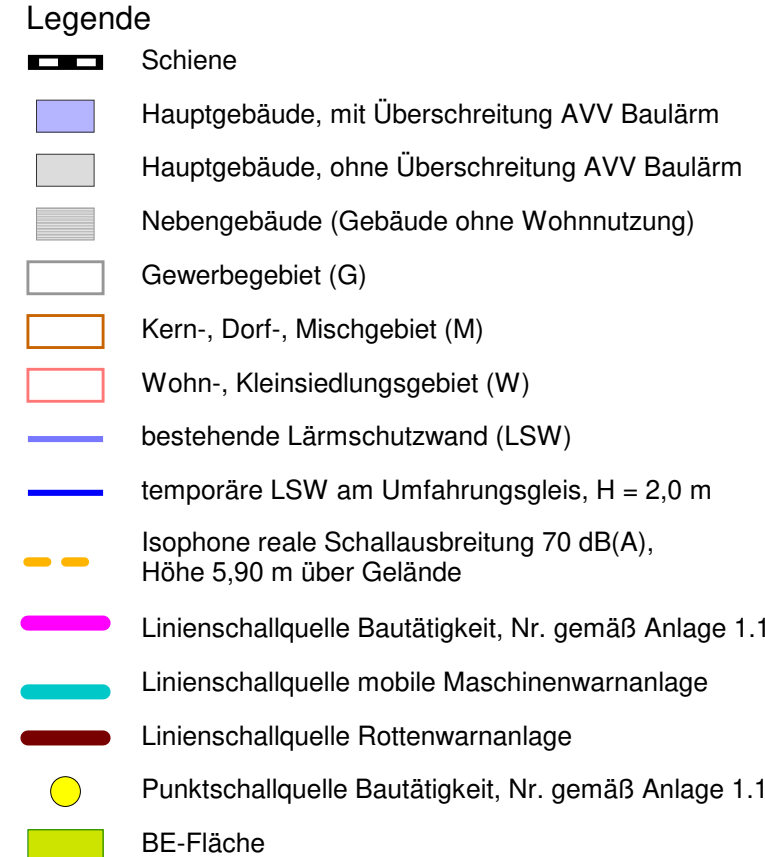 Legende
Schiene
Hauptgebäude, mit Überschreitung AVV Baulärm
Hauptgebäude, ohne Überschreitung AVV Baulärm
Nebengebäude (Gebäude ohne Wohnnutzung)
Gewerbegebiet (G)
Kern-, Dorf-, Mischgebiet (M)
Wohn-, Kleinsiedlungsgebiet (W)
bestehende Lärmschutzwand (LSW)
temporäre LSW am Umfahrungsgleis, H = 2,0 m
Isophone reale Schallausbreitung 70 dB(A),
Höhe 5,90 m über Gelände
Linienschallquelle Bautätigkeit, Nr. gemäß Anlage 1.1
Linienschallquelle mobile Maschinenwarnanlage
Linienschallquelle Rottenwarnanlage
Punktschallquelle Bautätigkeit, Nr. gemäß Anlage 1.1
BE-Fläche